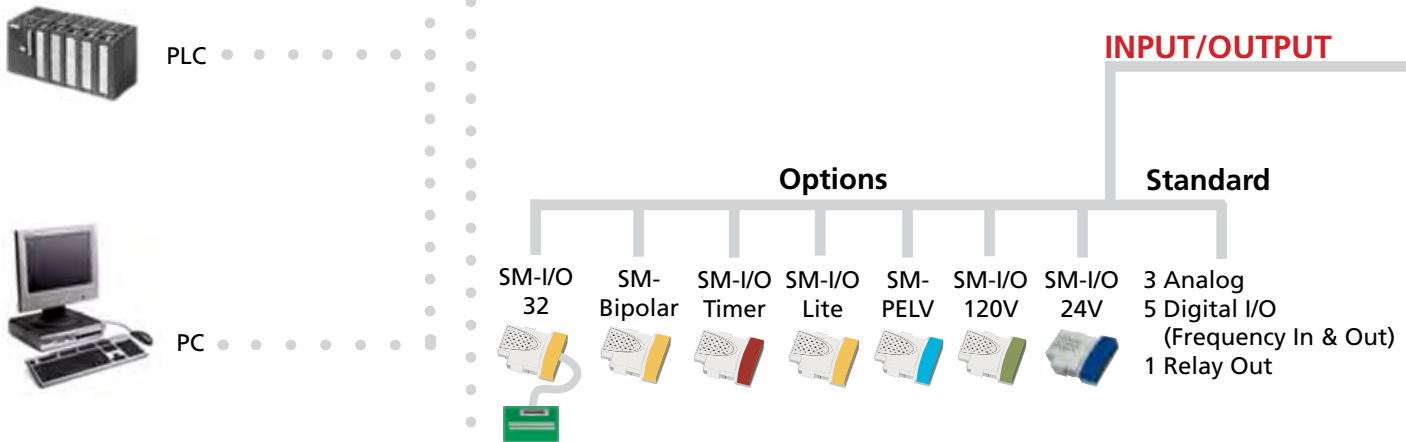 PLC
INPUT/OUTPUT
Options
Standard
SM-I/O
32
SM-
Bipolar
SM-I/O
Timer
SM-I/O
Lite
SM-
PELV
SM-I/O
120V
SM-I/O
24V
3 Analog
5 Digital I/O
(Frequency In & Out)
1 Relay Out
PC